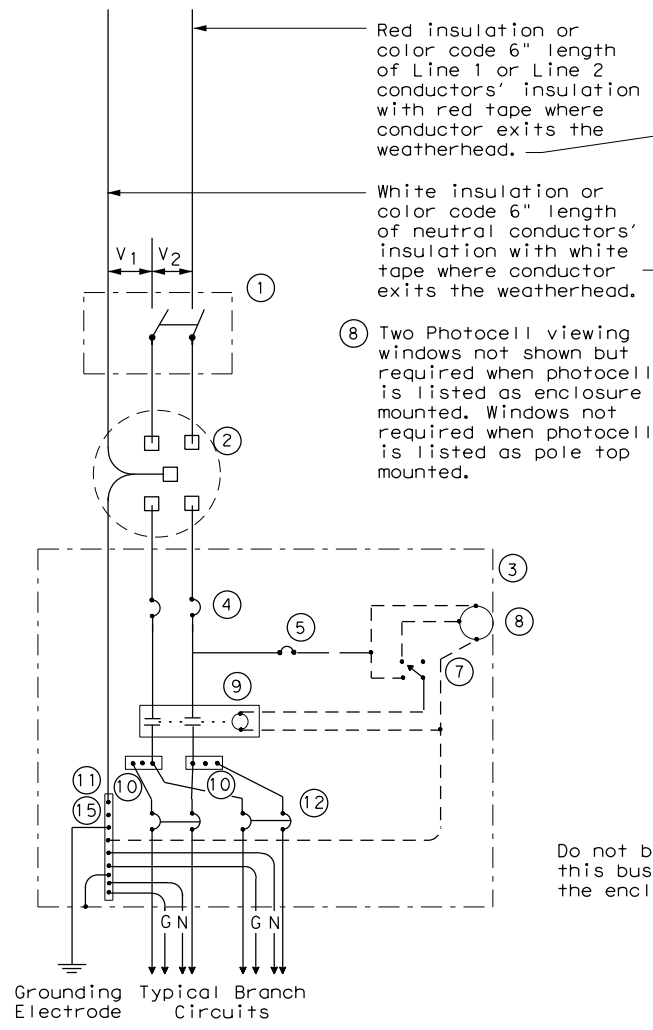 Red insulation or
color code 6" length
of Line 1 or Line 2
conductors' insulation
with red tape where
conductor exits the
weatherhead.
White insulation or
color code 6" length
of neutral conductors'
insulation with white
tape where conductor
exits the weatherhead.
V1 V2
1
8 Two Photocell viewing
windows not shown but
required when photocell
is listed as enclosure
mounted. Windows not
required when photocell
is listed as pole top
mounted.
2
3
4
5
8
7
9
11 10 10
15 12
Do not b
this bus
the encl
G N G N
Grounding
Electrode
Typical Branch
Circuits